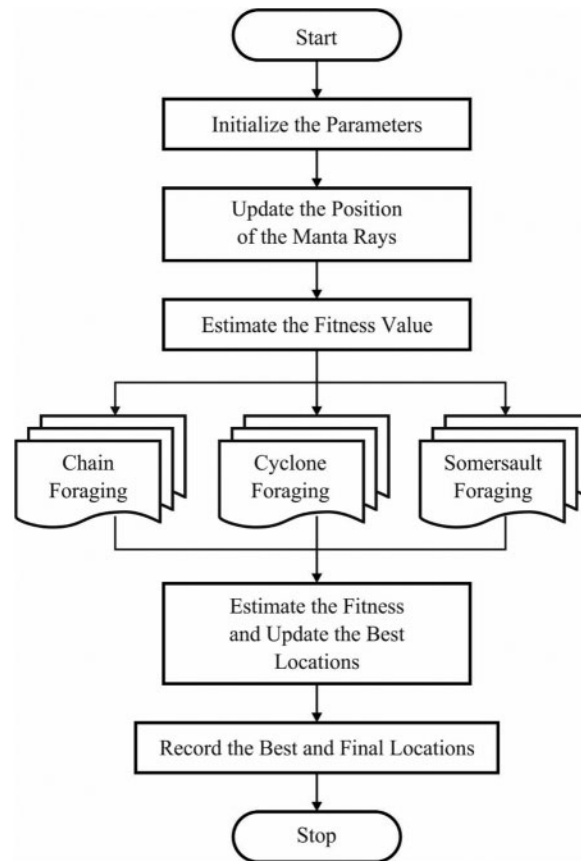 Start
Initialize the Parameters
Update the Position
of the Manta Rays
Estimate the Fitness Value
Chain
Foraging
Cyclone
Foraging
Somersault
Foraging
Estimate the Fitness
and Update the Best
Locations
Record the Best and Final Locations
Stop